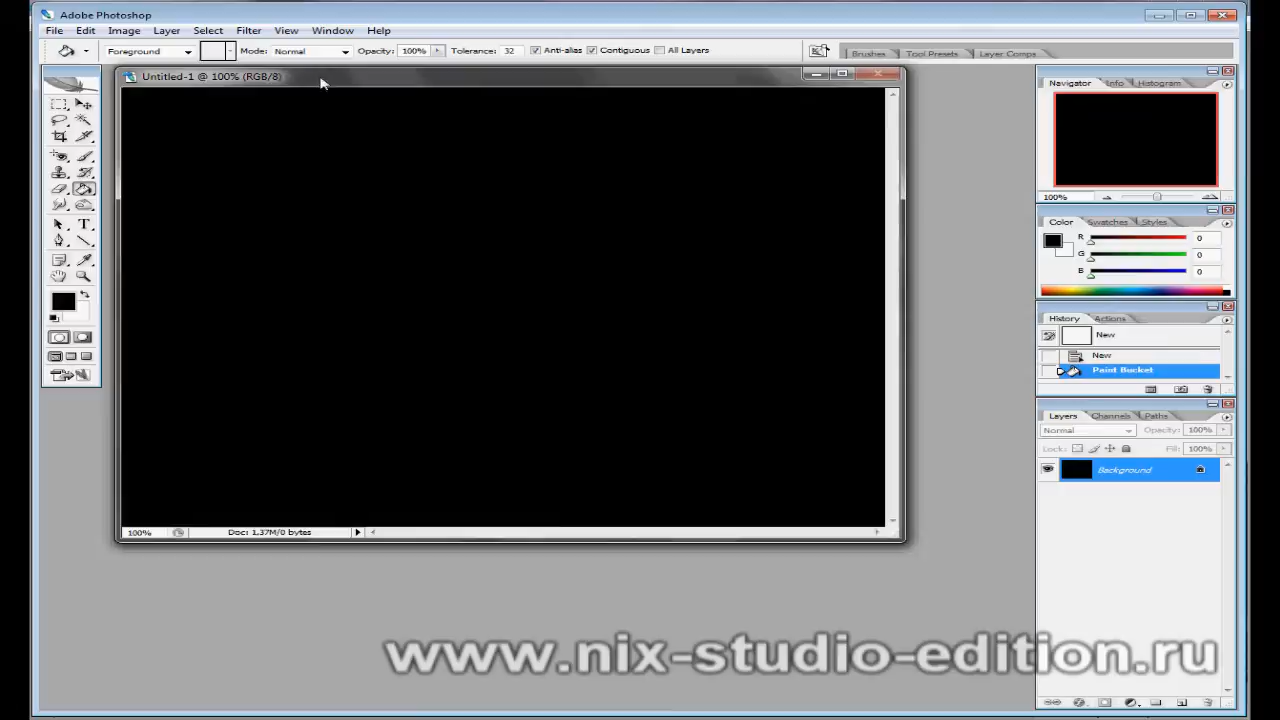 Adobe Photoshop
File Edit Image Layer Select Filter View Window Help
Foreground Mode: Normal Opacity: 100% Tolerance: 32 Anti-alias Contiguous All Layers Brushes Tool Presets Layer Comps
Untitled-1 @ 100% (RGB/8)
Navigator Info Histogram
100%
Color Swatches Styles
R 0
G 0
B 0
History Actions
New
New
Paint Bucket
Layers Channels Paths
Normal Opacity: 100%
Lock: Fill: 100%
Background
100% Doc: 1.37M/0 bytes
www.nix-studio-edition.ru